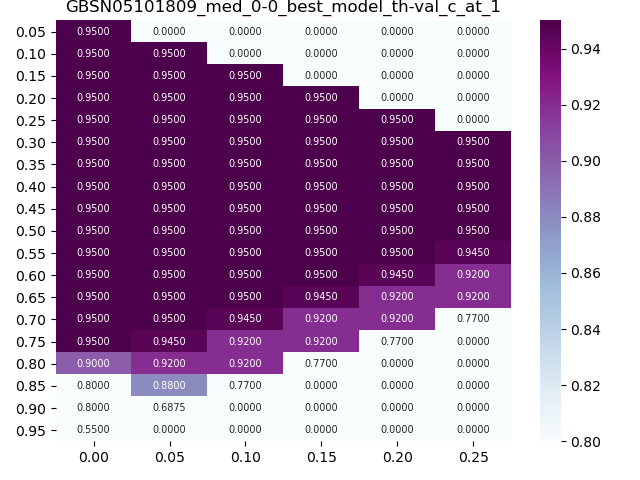 GBSN05101809_med_0-0_best_model_th-val_c_at_1
0.05 0.9500 0.0000 0.0000 0.0000 0.0000 0.0000
0.10 0.9500 0.9500 0.0000 0.0000 0.0000 0.0000
0.15 0.9500 0.9500 0.9500 0.0000 0.0000 0.0000
0.20 0.9500 0.9500 0.9500 0.9500 0.0000 0.0000
0.25 0.9500 0.9500 0.9500 0.9500 0.9500 0.0000
0.30 0.9500 0.9500 0.9500 0.9500 0.9500 0.9500
0.35 0.9500 0.9500 0.9500 0.9500 0.9500 0.9500
0.40 0.9500 0.9500 0.9500 0.9500 0.9500 0.9500
0.45 0.9500 0.9500 0.9500 0.9500 0.9500 0.9500
0.50 0.9500 0.9500 0.9500 0.9500 0.9500 0.9500
0.55 0.9500 0.9500 0.9500 0.9500 0.9500 0.9450
0.60 0.9500 0.9500 0.9500 0.9500 0.9450 0.9200
0.65 0.9500 0.9500 0.9500 0.9450 0.9200 0.9200
0.70 0.9500 0.9500 0.9450 0.9200 0.9200 0.7700
0.75 0.9500 0.9450 0.9200 0.9200 0.7700 0.0000
0.80 0.9000 0.9200 0.9200 0.7700 0.0000 0.0000
0.85 0.8000 0.8800 0.7700 0.0000 0.0000 0.0000
0.90 0.8000 0.6875 0.0000 0.0000 0.0000 0.0000
0.95 0.5500 0.0000 0.0000 0.0000 0.0000 0.0000
0.00 0.05 0.10 0.15 0.20 0.25
0.94
0.92
0.90
0.88
0.86
0.84
0.82
0.80